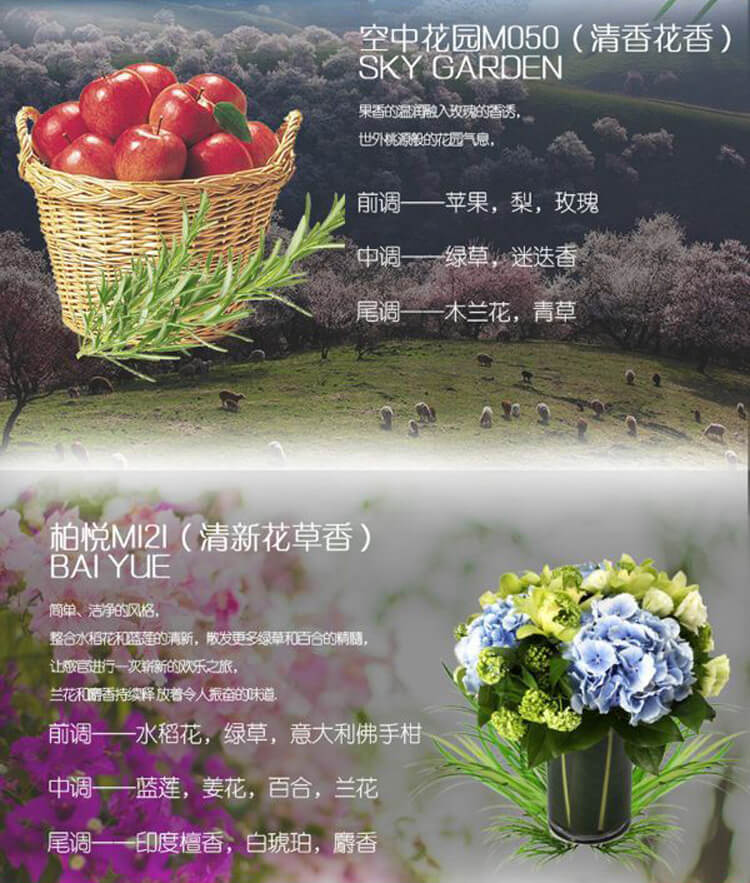 空中花园M050（清香花香）
SKY GARDEN
果香的温润融入玫瑰的香诱，
世外桃源般的花园气息，
前调——苹果，梨，玫瑰
中调——绿草，迷迭香
尾调——木兰花，青草
柏悦M121（清新花草香）
BAI YUE
简单、洁净的风格，
整合水稻花和蓝莲的清新，散发更多绿草和百合的精髓，
让感官进行一次崭新的欢乐之旅，
兰花和麝香持续释放着令人振奋的味道.
前调——水稻花，绿草，意大利佛手柑
中调——蓝莲，姜花，百合，兰花
尾调——印度檀香，白琥珀，麝香